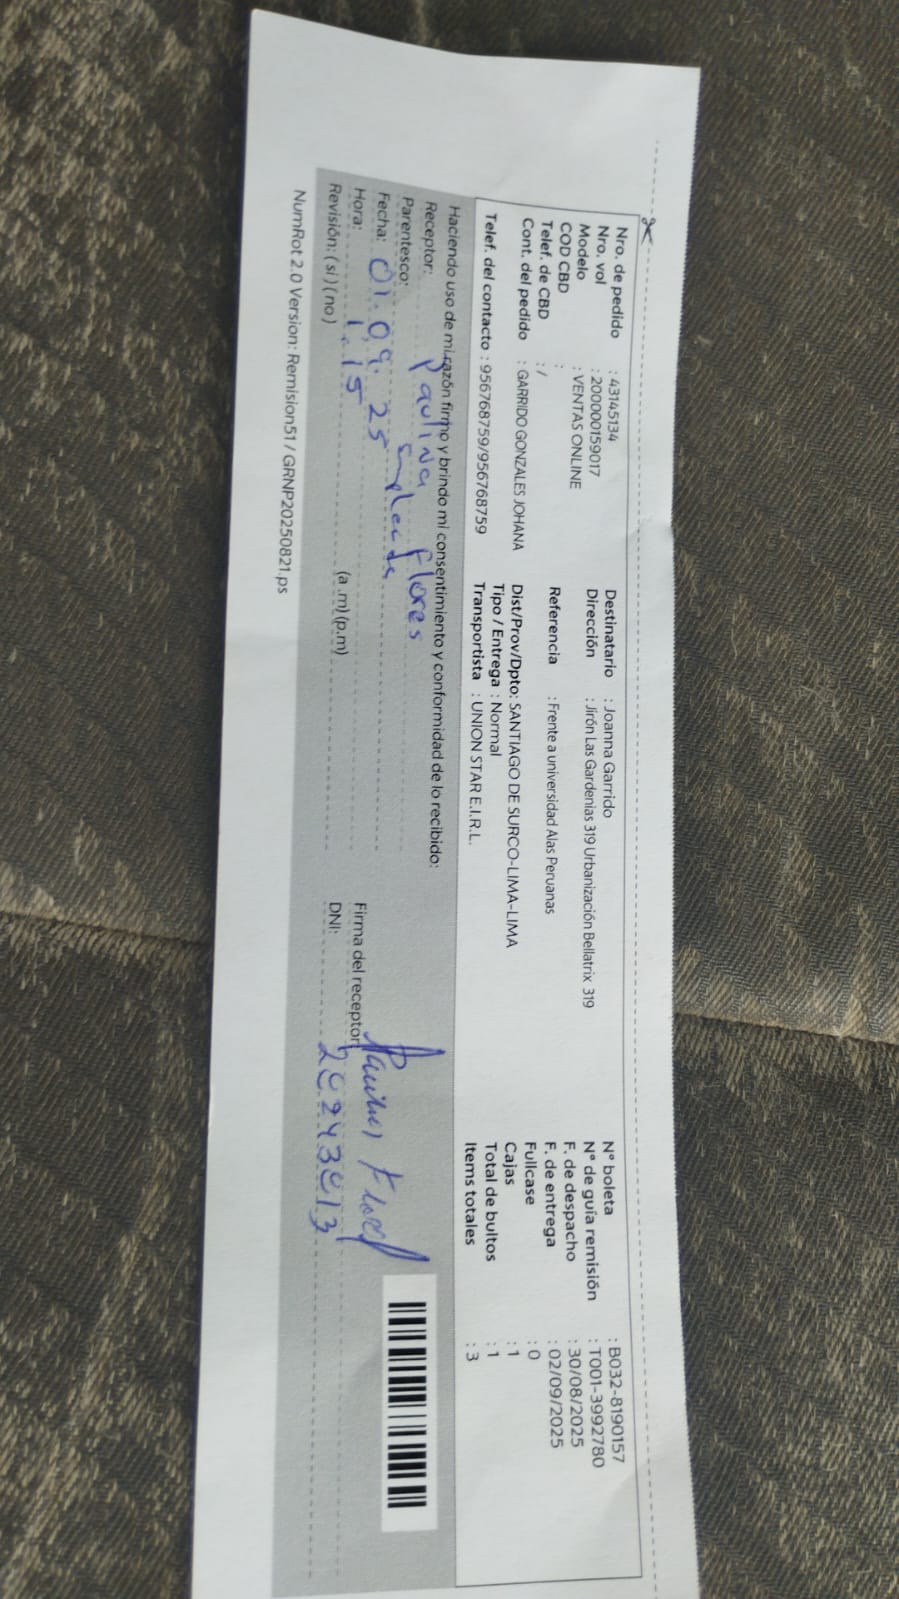 Nro. de pedido : 43145134
Nro. vol : 200000159017
Modelo : VENTAS ONLINE
COD CBD :
Telef. de CBD : /
Cont. del pedido : GARRIDO GONZALES JOHANA
Telef. del contacto : 956768759/956768759
Destinatario : Joanna Garrido
Dirección : Jirón Las Gardenias 319 Urbanización Bellatrix 319
Referencia : Frente a universidad Alas Peruanas
Dist/Prov/Dpto: SANTIAGO DE SURCO-LIMA-LIMA
Tipo / Entrega : Normal
Transportista : UNION STAR E.I.R.L.
N° boleta : B032-8190157
N° de guía remisión : T001-3992780
F. de despacho : 30/08/2025
F. de entrega : 02/09/2025
Fullcase : 0
Cajas : 1
Total de bultos : 1
Items totales : 3
Haciendo uso de mi razón firmo y brindo mi consentimiento y conformidad de lo recibido:
Receptor: Paulina Flores
Parentesco:
Fecha: 01.09.25
Hora: 1.15 (a .m) (p.m)
Revisión: ( si ) ( no )
Firma del receptor: Paulina Flores
DNI:
NumRot 2.0 Version: Remision51 / GRNP20250821.ps